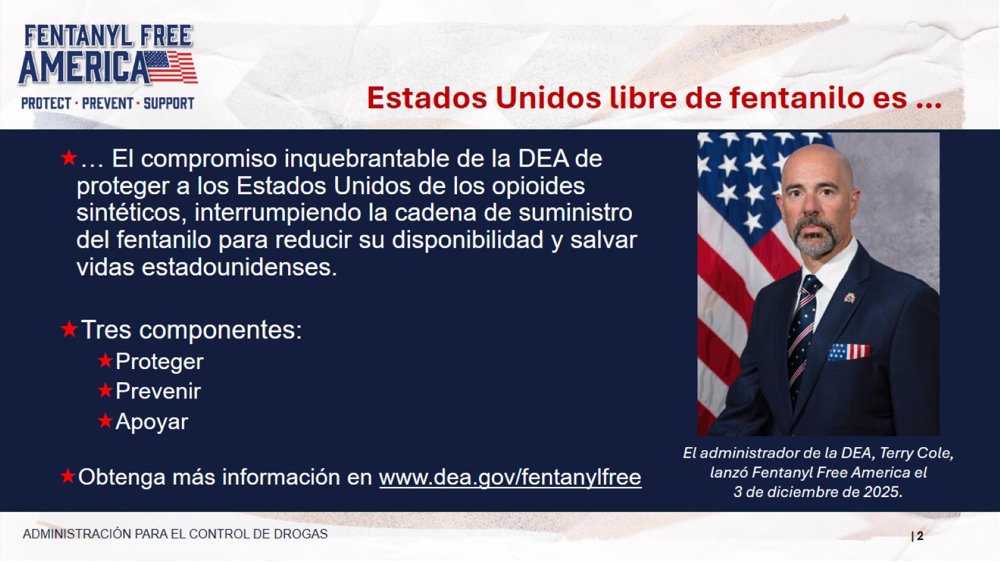 FENTANYL FREE
AMERICA
PROTECT · PREVENT · SUPPORT
Estados Unidos libre de fentanilo es ...
… El compromiso inquebrantable de la DEA de
proteger a los Estados Unidos de los opioides
sintéticos, interrumpiendo la cadena de suministro
del fentanilo para reducir su disponibilidad y salvar
vidas estadounidenses.
Tres componentes:
Proteger
Prevenir
Apoyar
Obtenga más información en www.dea.gov/fentanylfree
El administrador de la DEA, Terry Cole,
lanzó Fentanyl Free America el
3 de diciembre de 2025.
ADMINISTRACIÓN PARA EL CONTROL DE DROGAS
| 2